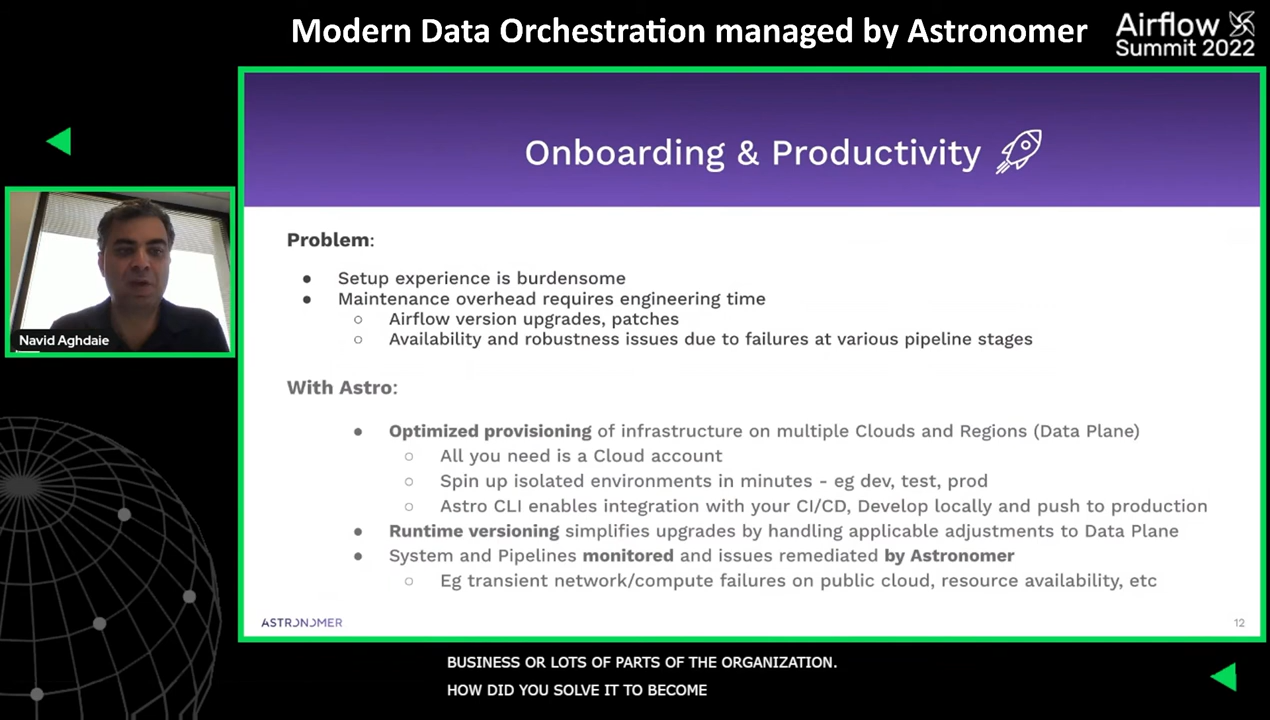 Modern Data Orchestration managed by Astronomer
Airflow
Summit 2022
Onboarding & Productivity
Problem:
● Setup experience is burdensome
● Maintenance overhead requires engineering time
○ Airflow version upgrades, patches
○ Availability and robustness issues due to failures at various pipeline stages
With Astro:
● Optimized provisioning of infrastructure on multiple Clouds and Regions (Data Plane)
○ All you need is a Cloud account
○ Spin up isolated environments in minutes - eg dev, test, prod
○ Astro CLI enables integration with your CI/CD, Develop locally and push to production
● Runtime versioning simplifies upgrades by handling applicable adjustments to Data Plane
● System and Pipelines monitored and issues remediated by Astronomer
○ Eg transient network/compute failures on public cloud, resource availability, etc
ASTRONOMER
12
Navid Aghdaie
BUSINESS OR LOTS OF PARTS OF THE ORGANIZATION.
HOW DID YOU SOLVE IT TO BECOME